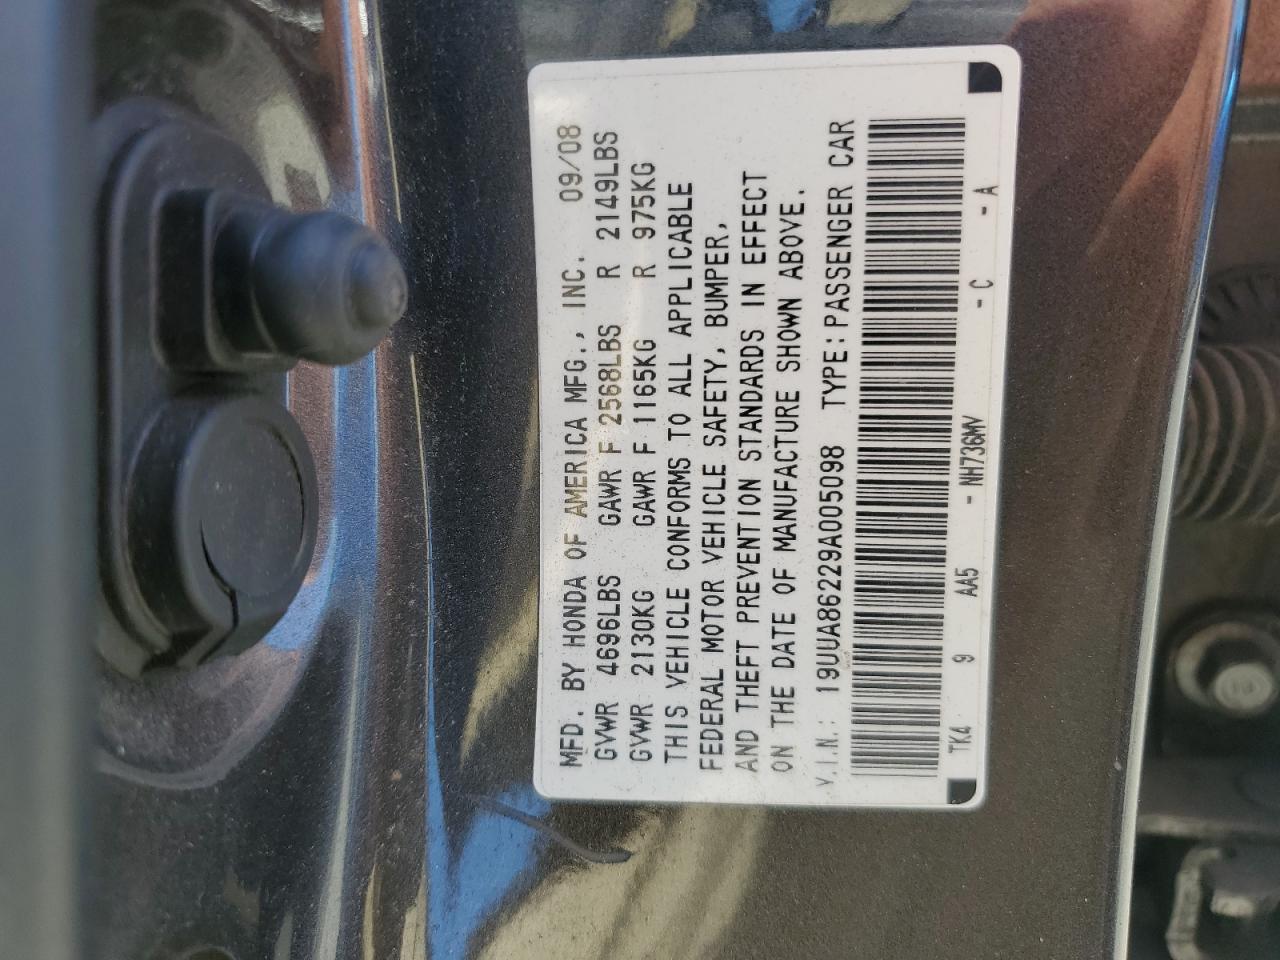 MFD. BY HONDA OF AMERICA MFG., INC. 09/08
GVWR 4696LBS GAWR F 2568LBS R 2149LBS
GVWR 2130KG GAWR F 1165KG R 975KG
THIS VEHICLE CONFORMS TO ALL APPLICABLE
FEDERAL MOTOR VEHICLE SAFETY, BUMPER,
AND THEFT PREVENTION STANDARDS IN EFFECT
ON THE DATE OF MANUFACTURE SHOWN ABOVE.
V.I.N.: 19UUA86229A005098 TYPE:PASSENGER CAR
TK4 9 AA5 - NH736MV - C - A